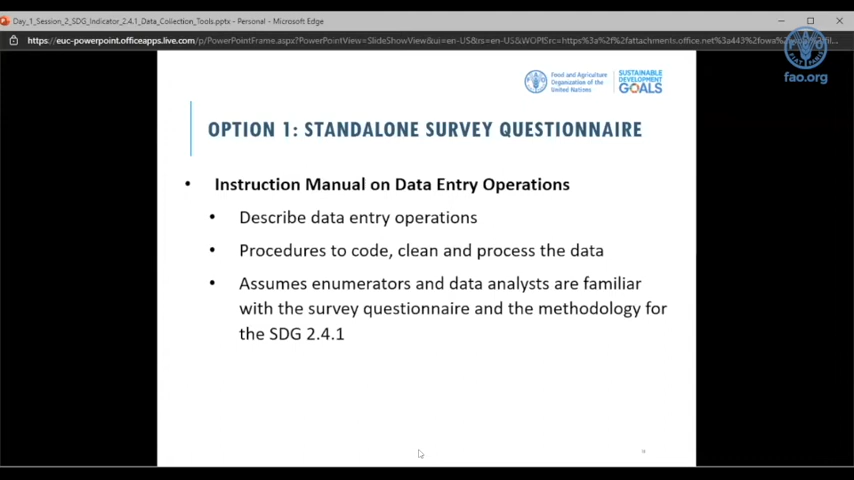 Day_1_Session_2_SDG_Indicator_2.4.1_Data_Collection_Tools.pptx - Personal - Microsoft Edge
fao.org
Food and Agriculture
Organization of the
United Nations
SUSTAINABLE
DEVELOPMENT
GOALS
OPTION 1: STANDALONE SURVEY QUESTIONNAIRE
• Instruction Manual on Data Entry Operations
• Describe data entry operations
• Procedures to code, clean and process the data
• Assumes enumerators and data analysts are familiar
with the survey questionnaire and the methodology for
the SDG 2.4.1